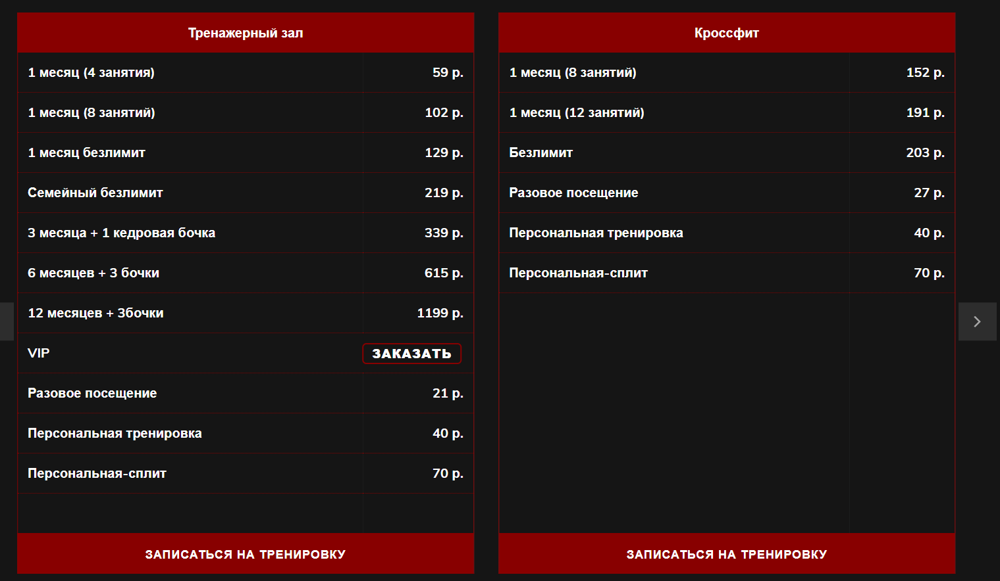 Тренажерный зал
1 месяц (4 занятия) 59 р.
1 месяц (8 занятий) 102 р.
1 месяц безлимит 129 р.
Семейный безлимит 219 р.
3 месяца + 1 кедровая бочка 339 р.
6 месяцев + 3 бочки 615 р.
12 месяцев + 3бочки 1199 р.
VIP ЗАКАЗАТЬ
Разовое посещение 21 р.
Персональная тренировка 40 р.
Персональная-сплит 70 р.
ЗАПИСАТЬСЯ НА ТРЕНИРОВКУ
Кроссфит
1 месяц (8 занятий) 152 р.
1 месяц (12 занятий) 191 р.
Безлимит 203 р.
Разовое посещение 27 р.
Персональная тренировка 40 р.
Персональная-сплит 70 р.
ЗАПИСАТЬСЯ НА ТРЕНИРОВКУ